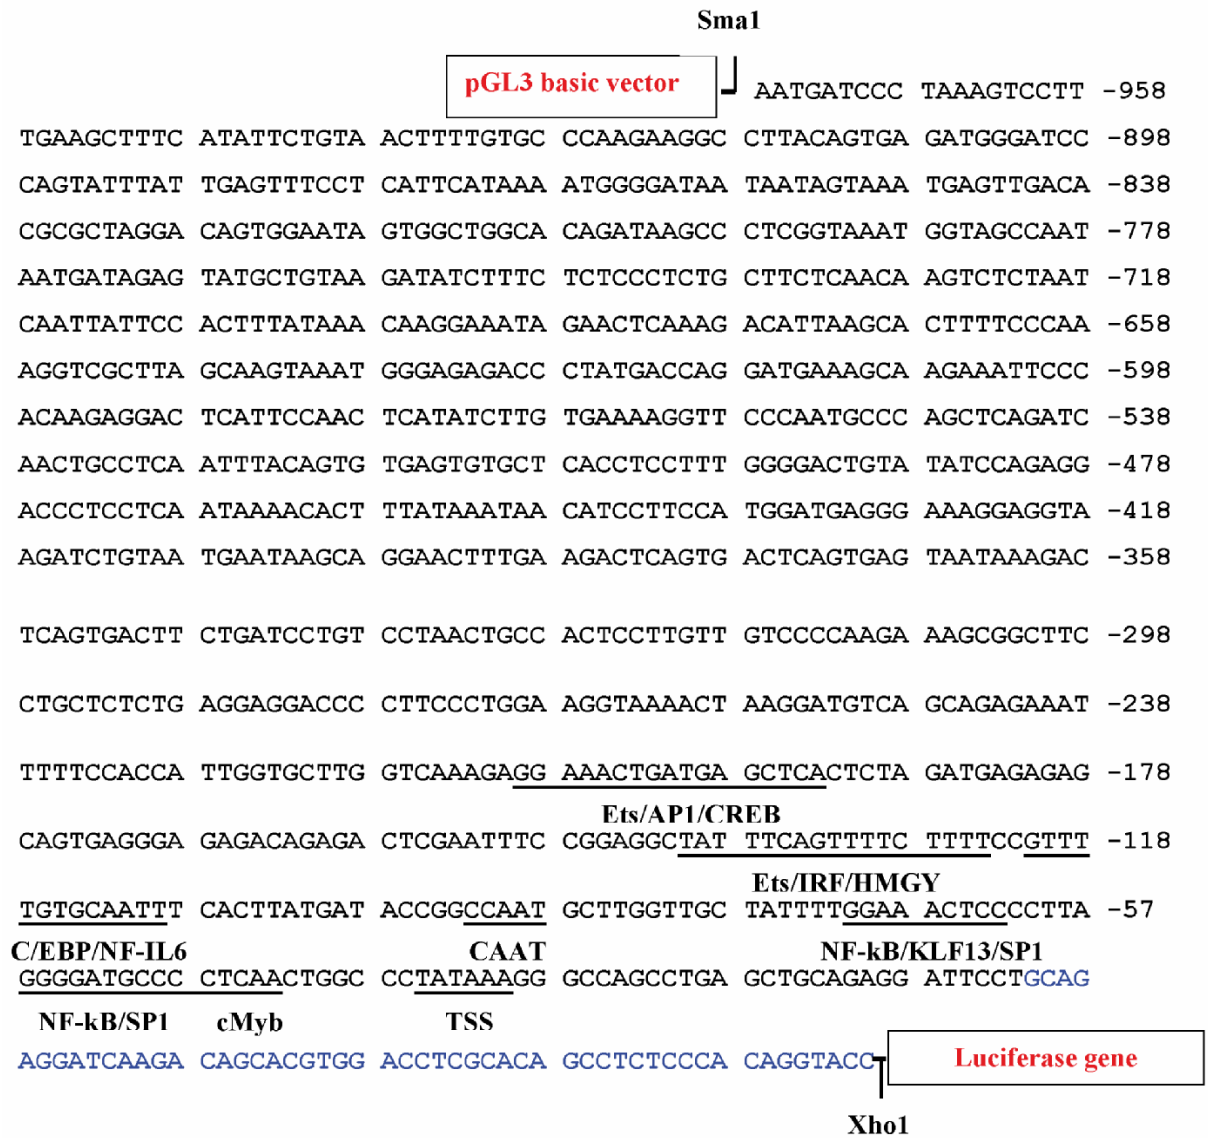 Sma1
pGL3 basic vector AATGATCCCC TAAAGTCCTT -958
TGAAGCTTTC ATATTCTGTA ACTTTTGTGC CCAAGAAGGC CTTACAGTGA GATGGGATCC -898
CAGTATTTAT TGAGTTTCCT CATTCATAAA ATGGGGATAA TAATAGTAAA TGAGTTGACA -838
CGCGCTAGGA CAGTGGAATA GTGGCTGGCA CAGATAAGCC CTCGGTAAAT GGTAGCCAAT -778
AATGATAGAG TATGCTGTAA GATATCTTTC TCTCCCTCTG CTTCTCAACA AGTCTCTAAT -718
CAATTATTCC ACTTTATAAA CAAGGAAATA GAACTCAAAG ACATTAAGCA CTTTTCCCAA -658
AGGTCGCTTA GCAAGTAAAT GGGAGAGACC CTATGACCAG GATGAAAGCA AGAAATTCCC -598
ACAAGAGGAC TCATTCCAAC TCATATCTTG TGAAAAGGTT CCCAATGCCC AGCTCAGATC -538
AACTGCCTCA ATTTACAGTG TGAGTGTGCT CACCTCCTTT GGGGACTGTA TATCCAGAGG -478
ACCCTCCTCA ATAAAACACT TTATAAATAA CATCCTTCCA TGGATGAGGG AAAGGAGGTA -418
AGATCTGTAA TGAATAAGCA GGAACTTTGA AGACTCAGTG ACTCAGTGAG TAATAAAGAC -358
TCAGTGACTT CTGATCCTGT CCTAACTGCC ACTCCTTGTT GTCCCCAAGA AAGCGGCTTC -298
CTGCTCTCTG AGGAGGACCC CTTCCCTGGA AGGTAAAACT AAGGATGTCA GCAGAGAAAT -238
TTTTCCACCA TTGGTGCTTG GTCAAAGAGG AAACTGATGA GCTCACTCTA GATGAGAGAG -178
Ets/AP1/CREB
CAGTGAGGGA GAGACAGAGA CTCGAATTTC CGGAGGCTAT TTCAGTTTTC TTTTCCGTTT -118
Ets/IRF/HMGY
TGTGCAATTT CACTTATGAT ACCGGCCAAT GCTTGGTTGC TATTTTGGAA ACTCCCCTTA -57
C/EBP/NF-IL6 CAAT NF-kB/KLF13/SP1
GGGGATGCCC CTCAACTGGC CCTATAAAGG GCCAGCCTGA GCTGCAGAGG ATTCCTGCAG
NF-kB/SP1 cMyb TSS
AGGATCAAGA CAGCACGTGG ACCTCGCACA GCCTCTCCCA CAGGTACC Luciferase gene
Xho1